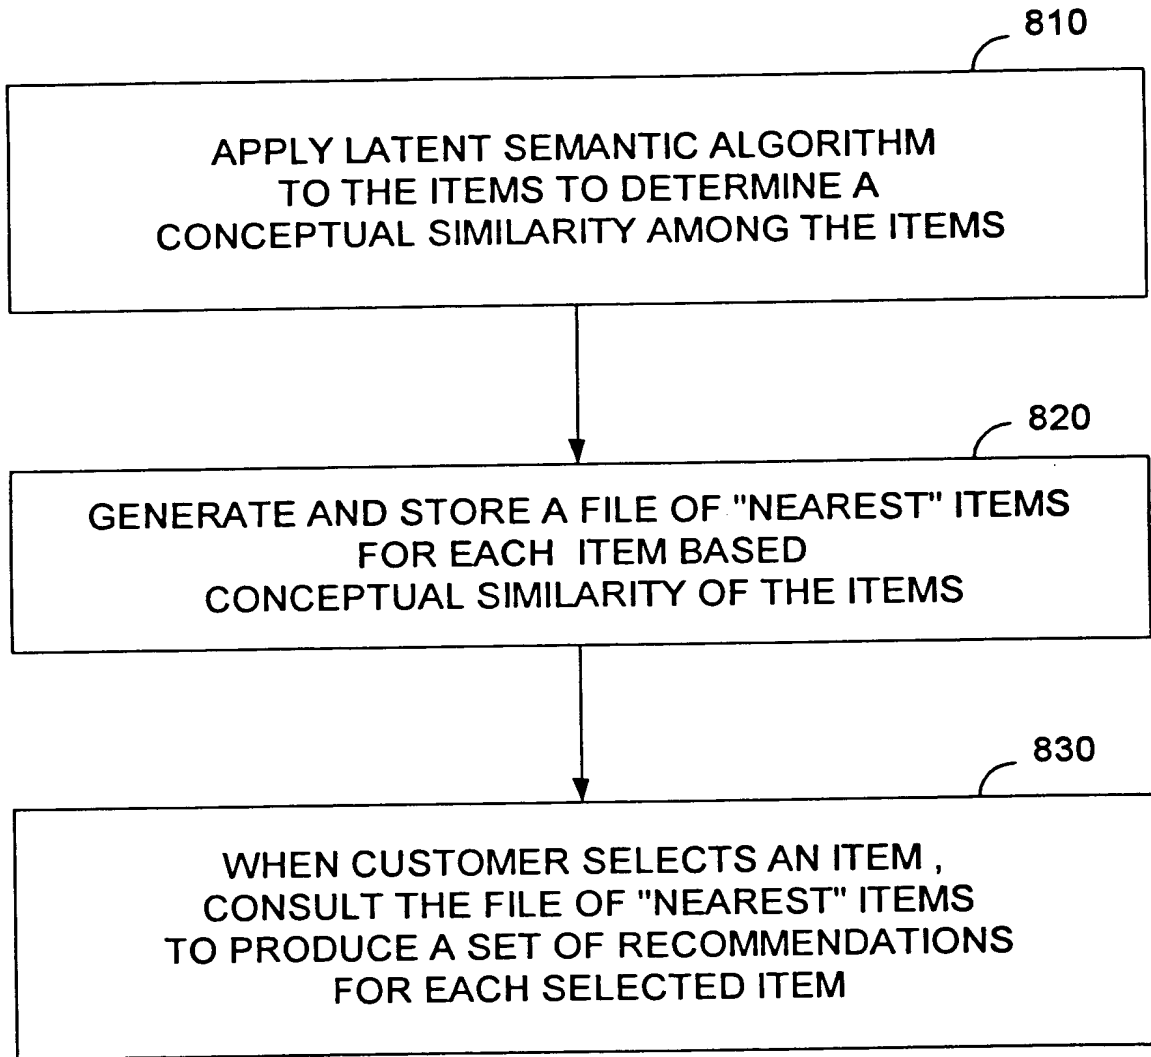 810
APPLY LATENT SEMANTIC ALGORITHM
TO THE ITEMS TO DETERMINE A
CONCEPTUAL SIMILARITY AMONG THE ITEMS
820
GENERATE AND STORE A FILE OF "NEAREST" ITEMS
FOR EACH ITEM BASED
CONCEPTUAL SIMILARITY OF THE ITEMS
830
WHEN CUSTOMER SELECTS AN ITEM ,
CONSULT THE FILE OF "NEAREST" ITEMS
TO PRODUCE A SET OF RECOMMENDATIONS
FOR EACH SELECTED ITEM